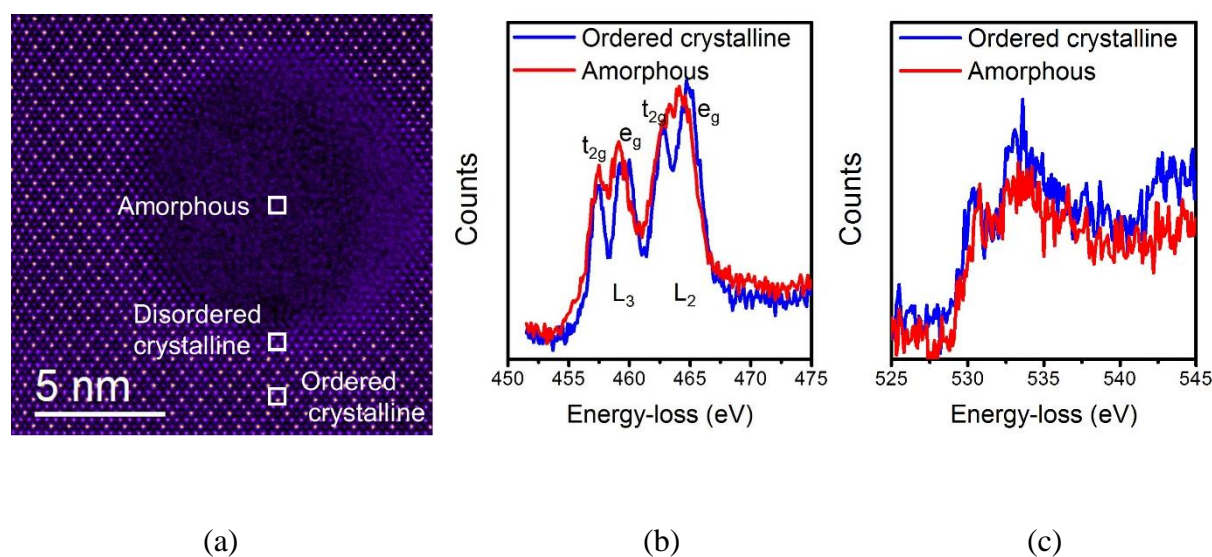 Amorphous
Disordered
crystalline
5 nm
Ordered
crystalline
Ordered crystalline
Amorphous
t2g
eg
t2g
eg
L3
L2
Counts
450 455 460 465 470 475
Energy-loss (eV)
Ordered crystalline
Amorphous
Counts
525 530 535 540 545
Energy-loss (eV)
(a) (b) (c)